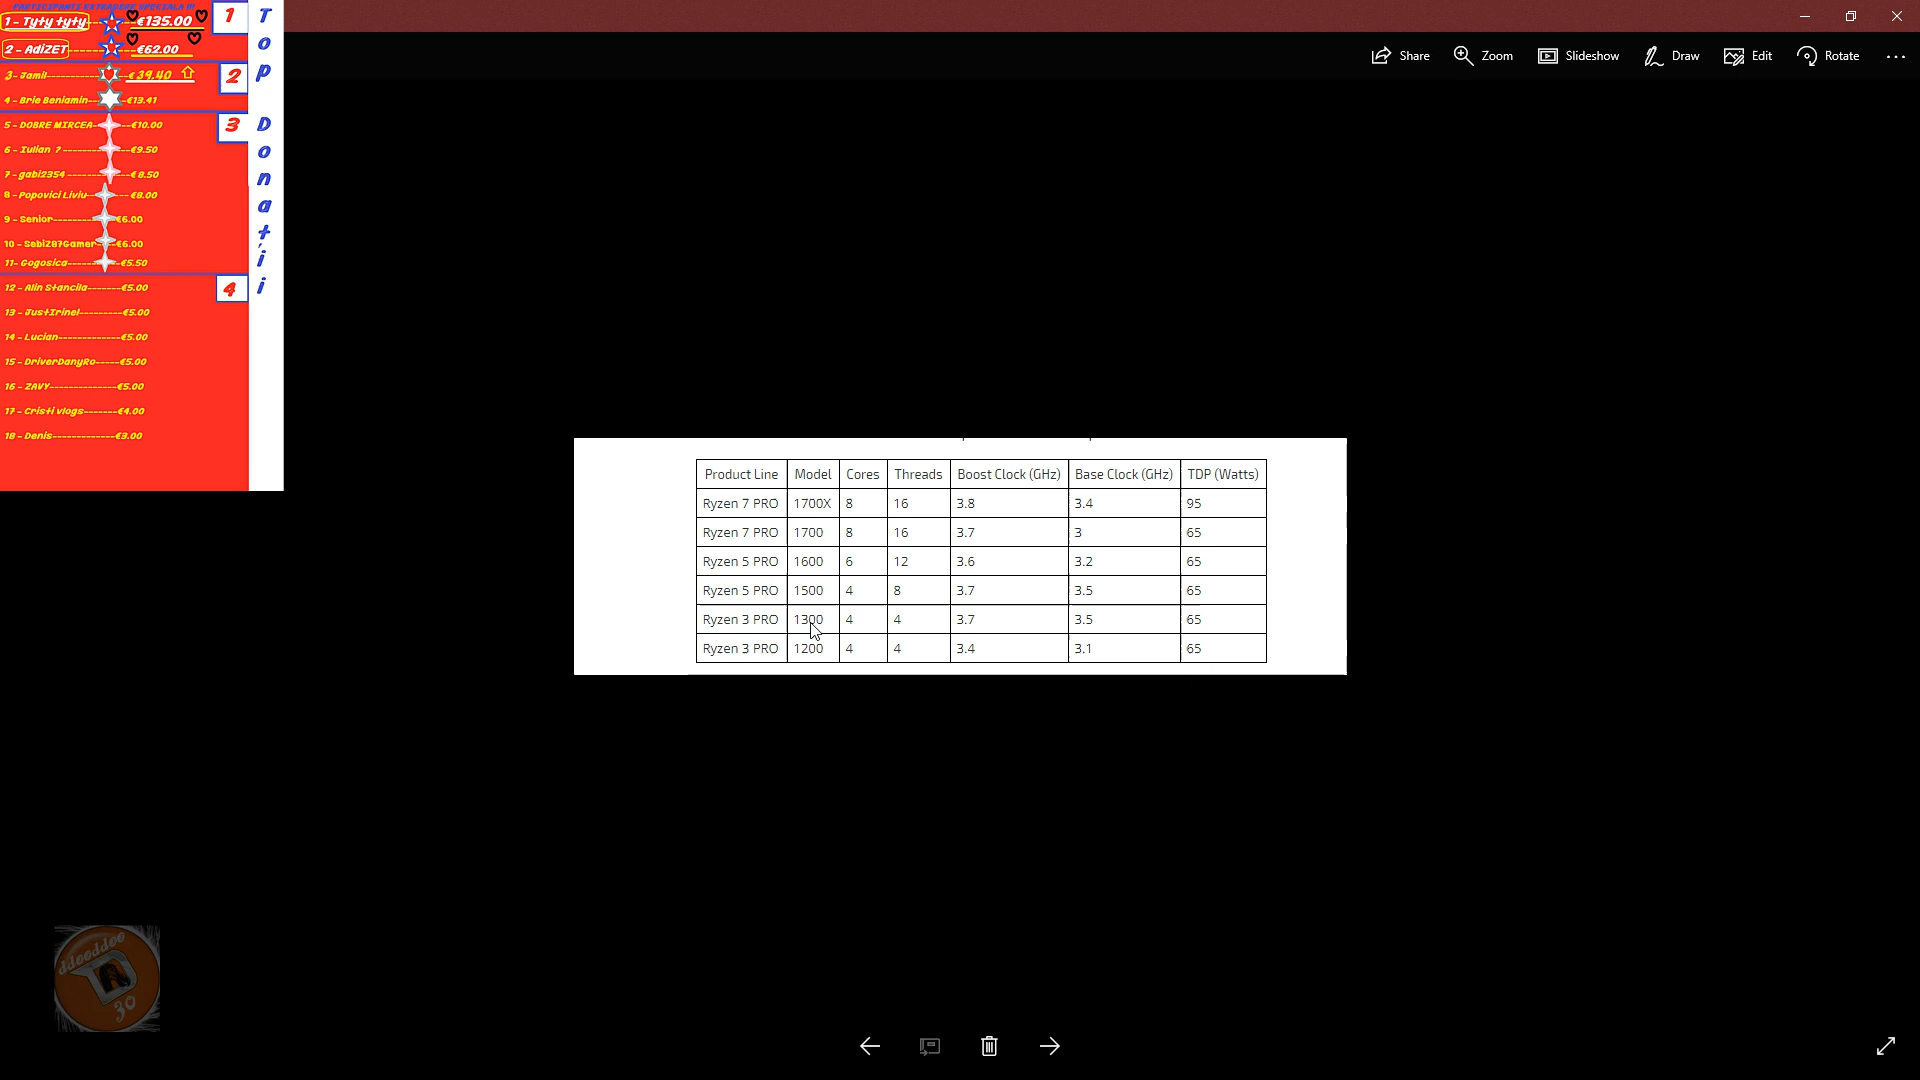 PARTICIPANTI EXTRAGERE SPECIALA !!!
1 - Tyty tyty €135.00
2 - AdiZET €62.00
3- Jamil €39.40
4 - Brie Beniamin €13.41
5 - DOBRE MIRCEA €10.00
6 - Iulian ? €9.50
7 - gabi2354 €8.50
8 - Popovici Liviu €8.00
9 - Senior €6.00
10 - SebiZ87Gamer €6.00
11- Gogosica €5.50
12 - Alin Stancila €5.00
13 - JustIrinel €5.00
14 - Lucian €5.00
15 - DriverDanyRo €5.00
16 - ZAVY €5.00
17 - Cristi vlogs €4.00
18 - Denis €3.00
1
2
3
4
Top Donații
Share Zoom Slideshow Draw Edit Rotate
Product Line Model Cores Threads Boost Clock (GHz) Base Clock (GHz) TDP (Watts)
Ryzen 7 PRO 1700X 8 16 3.8 3.4 95
Ryzen 7 PRO 1700 8 16 3.7 3 65
Ryzen 5 PRO 1600 6 12 3.6 3.2 65
Ryzen 5 PRO 1500 4 8 3.7 3.5 65
Ryzen 3 PRO 1300 4 4 3.7 3.5 65
Ryzen 3 PRO 1200 4 4 3.4 3.1 65
ddooddoo
D
30